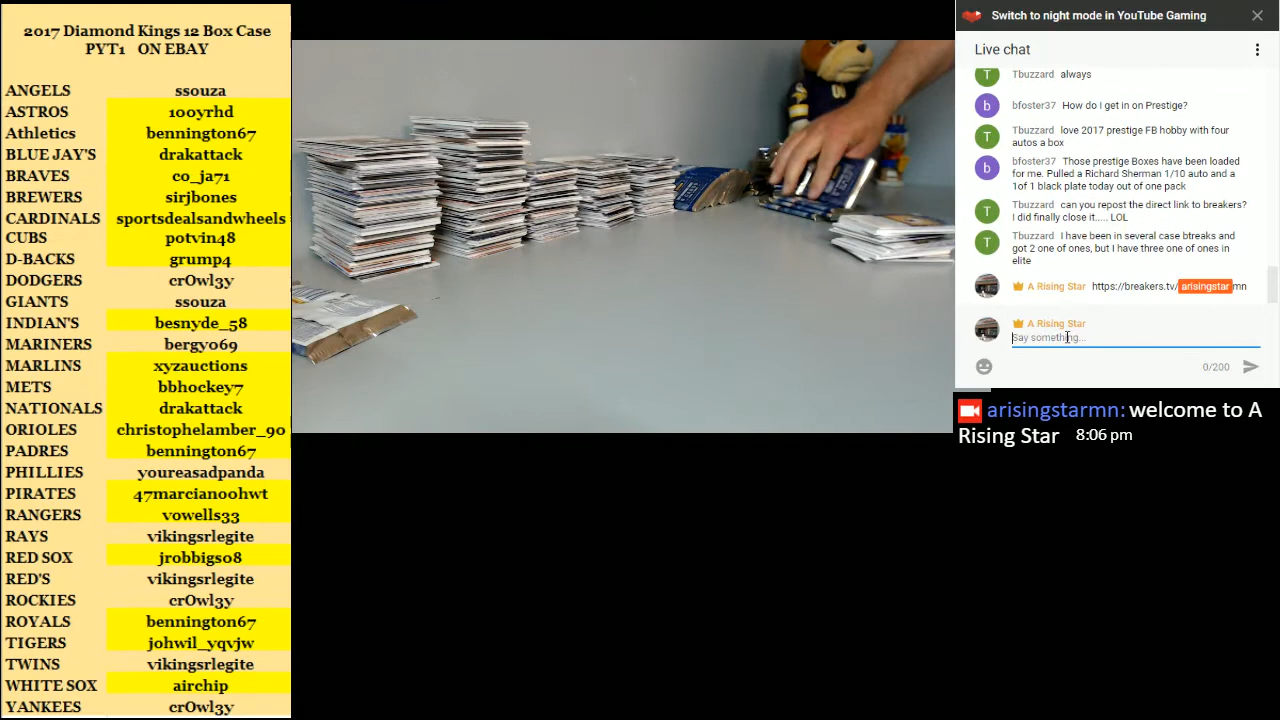 2017 Diamond Kings 12 Box Case
PYT1 ON EBAY
ANGELS ssouza
ASTROS 100yrhd
Athletics bennington67
BLUE JAY'S drakattack
BRAVES co_ja71
BREWERS sirjbones
CARDINALS sportsdealsandwheels
CUBS potvin48
D-BACKS grump4
DODGERS crOwl3y
GIANTS ssouza
INDIAN'S besnyde_58
MARINERS bergy069
MARLINS xyzauctions
METS bbhockey7
NATIONALS drakattack
ORIOLES christophelamber_90
PADRES bennington67
PHILLIES youreasadpanda
PIRATES 47marcianoohwt
RANGERS vowells33
RAYS vikingsrlegite
RED SOX jrobbigs08
RED'S vikingsrlegite
ROCKIES crOwl3y
ROYALS bennington67
TIGERS johwil_yqvjw
TWINS vikingsrlegite
WHITE SOX airchip
YANKEES crOwl3y
Switch to night mode in YouTube Gaming
Live chat
T Tbuzzard always
b bfoster37 How do I get in on Prestige?
T Tbuzzard love 2017 prestige FB hobby with four
autos a box
b bfoster37 Those prestige Boxes have been loaded
for me. Pulled a Richard Sherman 1/10 auto and a
1of 1 black plate today out of one pack
T Tbuzzard can you repost the direct link to breakers?
I did finally close it..... LOL
T Tbuzzard I have been in several case btreaks and
got 2 one of ones, but I have three one of ones in
elite
A Rising Star https://breakers.tv/arisingstarmn
A Rising Star
Say something...
0/200
arisingstarmn: welcome to A
Rising Star 8:06 pm